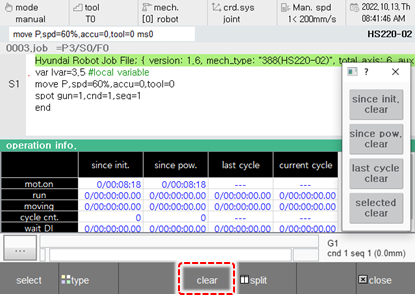 mode
manual
tool
T0
mech.
[0] robot
crd.sys
joint
Man. spd
1< 200mm/s
2022,10,13, Th
08:41:46 AM
move P,spd=60%,accu=0,tool=0 ms0
HS220-02
0003.job =P3/S0/F0
Hyundai Robot Job File; { version: 1,6, mech_type: "388(HS220-02)", total_axis: 6, aux_
var lvar=3,5 #local variable
S1 move P,spd=60%,accu=0,tool=0
spot gun=1,cnd=1,seq=1
end
?
since init,
clear
since pow,
clear
last cycle
clear
selected
clear
operation info,
since init. since pow. last cycle current cycle
mot.on 0/00:08:18 0/00:08:18 --- ---
run 0/00:00:00.00 0/00:00:00.00 0/00:00:00.00 0/00:00:00.00
moving 0/00:00:00.00 0/00:00:00.00 0/00:00:00.00 0/00:00:00.00
cycle cnt. 0 0 --- ---
wait DI 0/00:00:00.00 0/00:00:00.00 0/00:00:00.00 0/00:00:00.00
...
G1
cnd 1 seq 1 (0.0mm)
select type clear split close